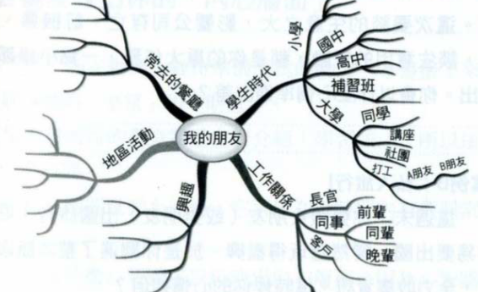 我的朋友
學生時代
小學
國中
高中
補習班
大學
同學
講座
社團
打工
A朋友
B朋友
工作關係
長官
同事
客戶
前輩
同輩
晚輩
興趣
地區活動
常去的餐廳